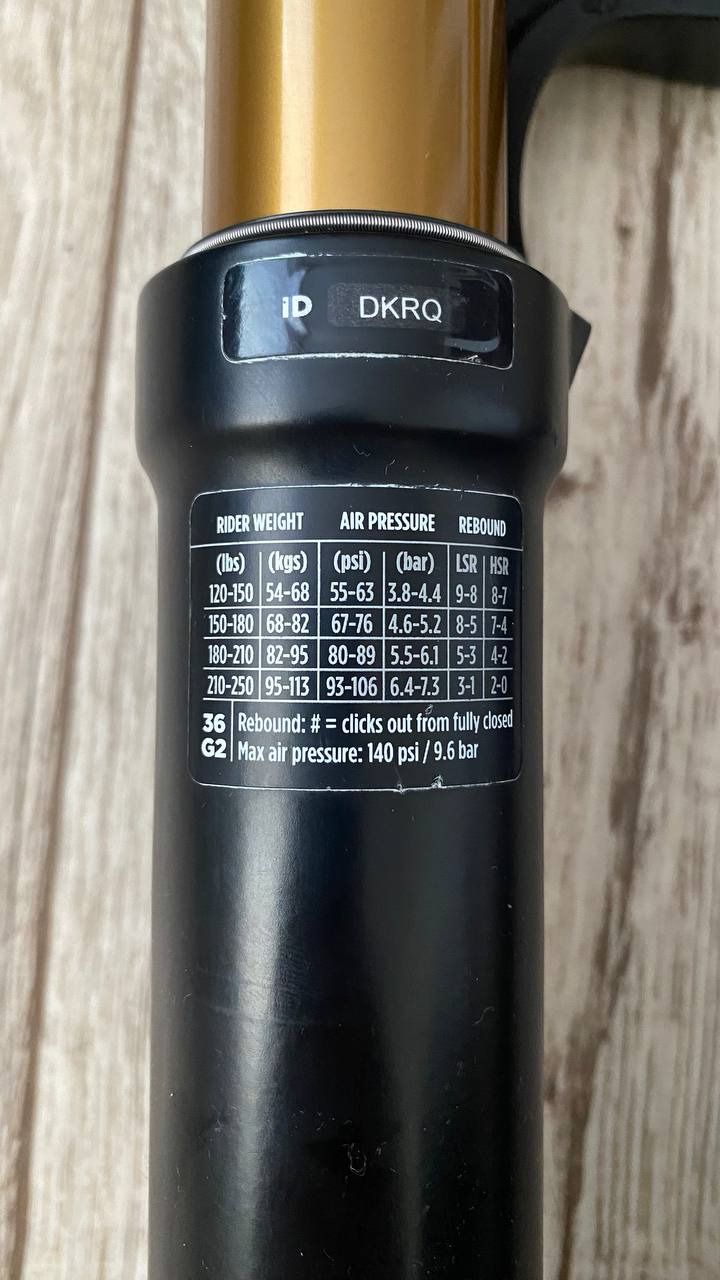 iD DKRQ
RIDER WEIGHT AIR PRESSURE REBOUND
(lbs) (kgs) (psi) (bar) LSR HSR
120-150 54-68 55-63 3.8-4.4 9-8 8-7
150-180 68-82 67-76 4.6-5.2 8-5 7-4
180-210 82-95 80-89 5.5-6.1 5-3 4-2
210-250 95-113 93-106 6.4-7.3 3-1 2-0
36 Rebound: # = clicks out from fully closed
G2 Max air pressure: 140 psi / 9.6 bar